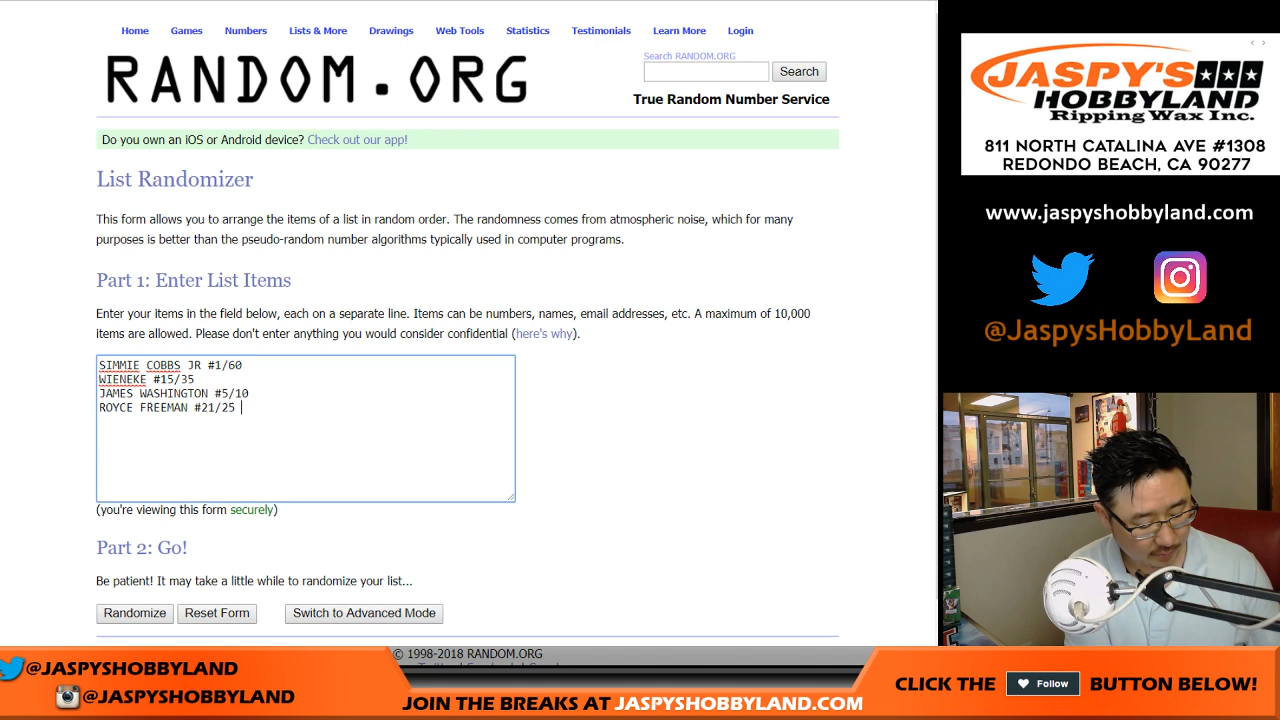 Home Games Numbers Lists & More Drawings Web Tools Statistics Testimonials Learn More Login
RANDOM.ORG
Search RANDOM.ORG
Search
True Random Number Service
Do you own an iOS or Android device? Check out our app!
List Randomizer
This form allows you to arrange the items of a list in random order. The randomness comes from atmospheric noise, which for many
purposes is better than the pseudo-random number algorithms typically used in computer programs.
Part 1: Enter List Items
Enter your items in the field below, each on a separate line. Items can be numbers, names, email addresses, etc. A maximum of 10,000
items are allowed. Please don't enter anything you would consider confidential (here's why).
SIMMIE COBBS JR #1/60
WIENEKE #15/35
JAMES WASHINGTON #5/10
ROYCE FREEMAN #21/25
(you're viewing this form securely)
Part 2: Go!
Be patient! It may take a little while to randomize your list...
Randomize Reset Form Switch to Advanced Mode
© 1998-2018 RANDOM.ORG
JASPY'S
HOBBYLAND
Ripping Wax Inc.
811 NORTH CATALINA AVE #1308
REDONDO BEACH, CA 90277
www.jaspyshobbyland.com
@JaspysHobbyLand
@JASPYSHOBBYLAND
@JASPYSHOBBYLAND
JOIN THE BREAKS AT JASPYSHOBBYLAND.COM
CLICK THE Follow BUTTON BELOW!